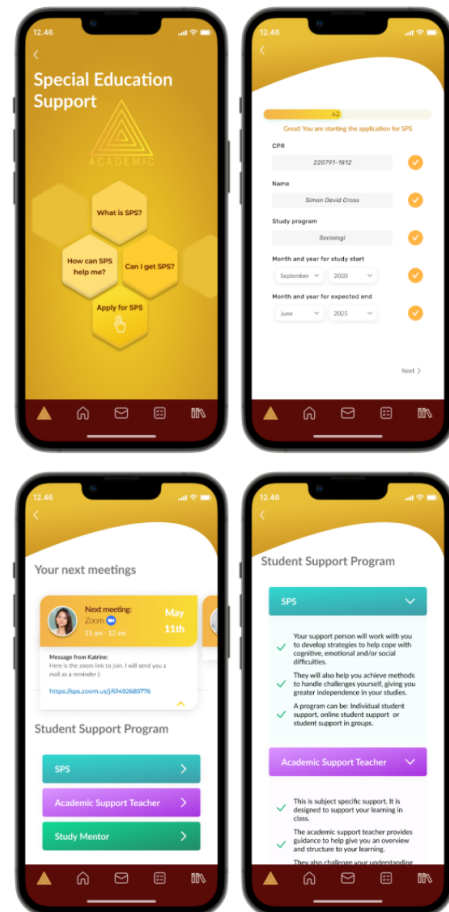 12.46
Special Education
Support
ACADEMIC
What is SPS?
How can SPS
help me?
Can I get SPS?
Apply for SPS
12.46
42
Great! You are starting the application for
SPS
CPR
220791-1812
Name
Simon David Cross
Study program
Sociologi
Month and year for study start
September
2020
Month and year for expected end
June
2025
Next
12.46
Your next meetings
Next meeting:
Zoom
11 am - 12 pm
May
11th
Message from Katrine:
Here is the zoom link to join. I will send you a
mail as a reminder (:
https://sps.zoom.us/j/61492685776
Student Support Program
SPS
Academic Support Teacher
Study Mentor
12.46
Student Support Program
SPS
Your support person will work with you
to develop strategies to help cope with
cognitive, emotional and/or social
difficulties.
They will also help you achieve methods
to handle challenges yourself, giving you
greater independence in your studies.
A program can be: Individual student
support, online student support or
student support in groups.
Academic Support Teacher
This is subject specific support. It is
designed to support your learning in
class.
The academic support teacher provides
guidance to help give you an overview
and structure to your learning.
They also challenge your understanding